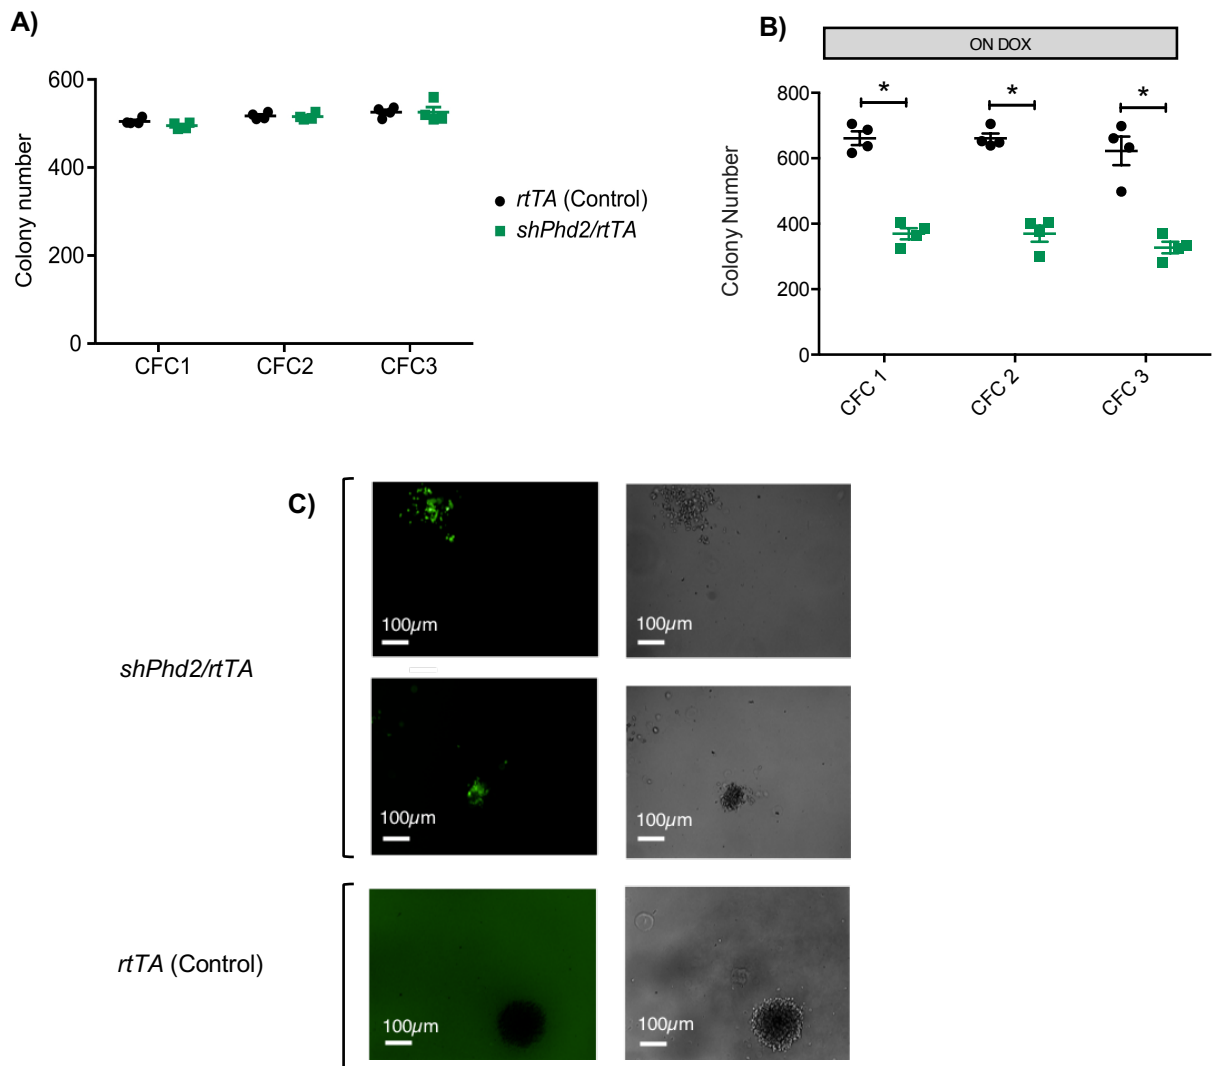 A)
600
400
200
0
Colony number
CFC1
CFC2
CFC3
rtTA (Control)
shPhd2/rtTA
B)
ON DOX
800
600
400
200
0
Colony Number
*
*
*
CFC 1
CFC 2
CFC 3
C)
shPhd2/rtTA
100µm
100µm
100µm
100µm
rtTA (Control)
100µm
100µm